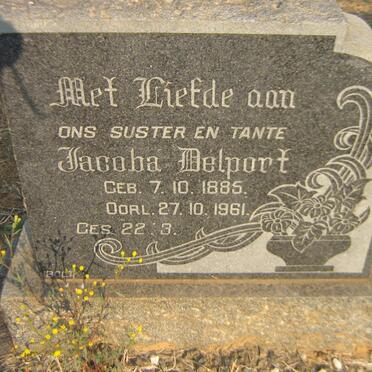 Met Liefde aan
ONS SUSTER EN TANTE
Jacoba Delport
GEB. 7. 10. 1885.
OORL. 27. 10. 1961.
GES. 22 : 3.